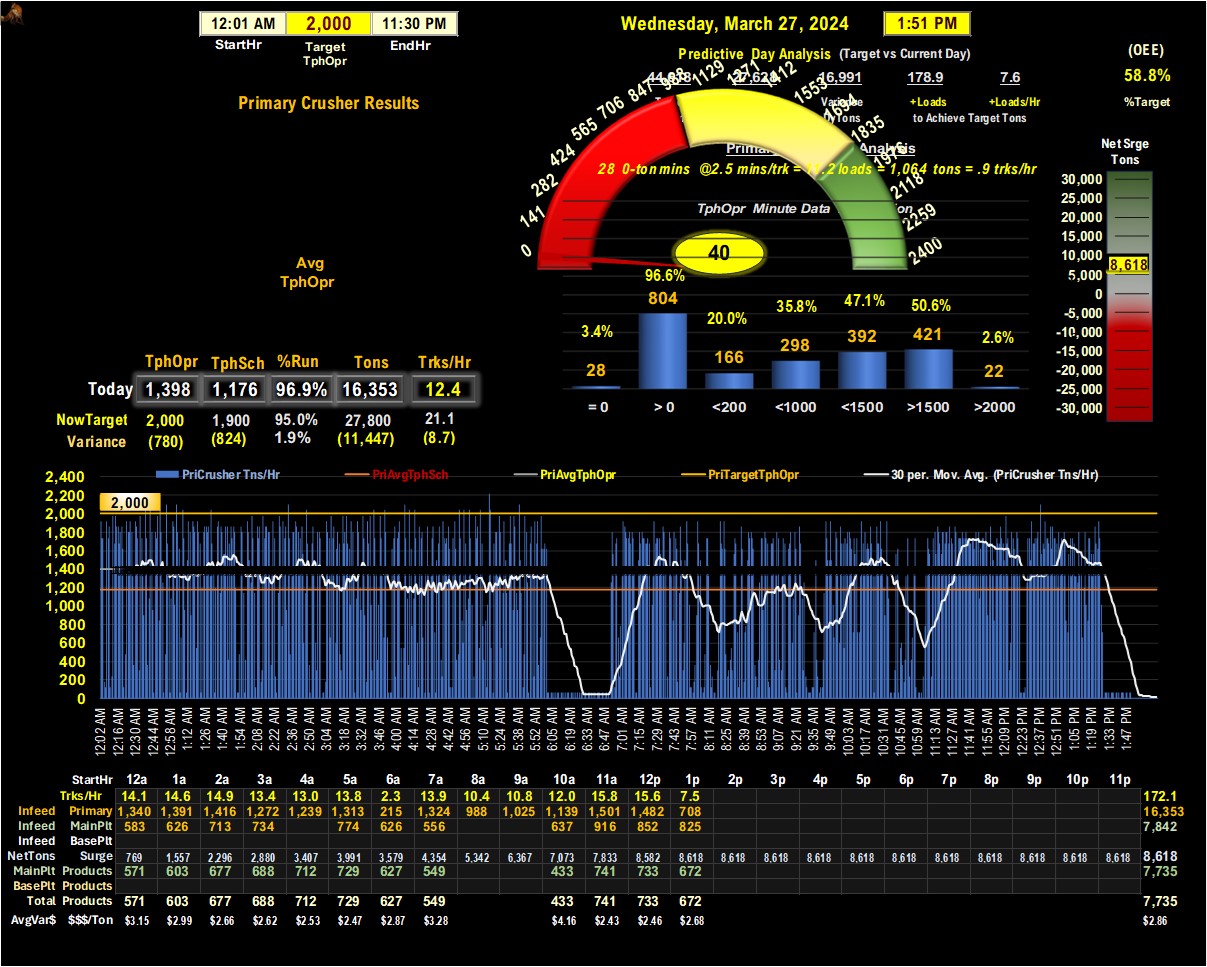 12:01 AM 2,000 11:30 PM
StartHr Target TphOpr EndHr
Wednesday, March 27, 2024 1:51 PM
Predictive Day Analysis (Target vs Current Day)
(OEE)
58.8%
%Target
16,991 178.9 7.6
+Loads +Loads/Hr
to Achieve Target Tons
Primary Crusher Results
Analysis
28 0-ton mins @2.5 mins/trk = 11.2 loads = 1,064 tons = .9 trks/hr
TphOpr Minute Data
0 141 282 424 565 706 847 988 1129 1271 1412 1553 1694 1835 1976 2118 2259 2400
40
Net Srge
Tons
30,000
25,000
20,000
15,000
10,000
8,618
5,000
0
-5,000
-10,000
-15,000
-20,000
-25,000
-30,000
Avg
TphOpr
3.4% 96.6% 20.0% 35.8% 47.1% 50.6% 2.6%
28 804 166 298 392 421 22
= 0 > 0 <200 <1000 <1500 >1500 >2000
TphOpr TphSch %Run Tons Trks/Hr
Today 1,398 1,176 96.9% 16,353 12.4
NowTarget 2,000 1,900 95.0% 27,800 21.1
Variance (780) (824) 1.9% (11,447) (8.7)
PriCrusher Tns/Hr PriAvgTphSch PriAvgTphOpr PriTargetTphOpr 30 per. Mov. Avg. (PriCrusher Tns/Hr)
2,400
2,200
2,000
2,000
1,800
1,600
1,400
1,200
1,000
800
600
400
200
0
12:02 AM 12:16 AM 12:30 AM 12:44 AM 12:58 AM 1:12 AM 1:26 AM 1:40 AM 1:54 AM 2:08 AM 2:22 AM 2:36 AM 2:50 AM 3:04 AM 3:18 AM 3:32 AM 3:46 AM 4:00 AM 4:14 AM 4:28 AM 4:42 AM 4:56 AM 5:10 AM 5:24 AM 5:38 AM 5:52 AM 6:05 AM 6:19 AM 6:33 AM 6:47 AM 7:01 AM 7:15 AM 7:29 AM 7:43 AM 7:57 AM 8:11 AM 8:25 AM 8:39 AM 8:53 AM 9:07 AM 9:21 AM 9:35 AM 9:49 AM 10:03 AM 10:17 AM 10:31 AM 10:45 AM 10:59 AM 11:13 AM 11:27 AM 11:41 AM 11:55 AM 12:09 PM 12:23 PM 12:37 PM 12:51 PM 1:05 PM 1:19 PM 1:33 PM 1:47 PM
StartHr 12a 1a 2a 3a 4a 5a 6a 7a 8a 9a 10a 11a 12p 1p 2p 3p 4p 5p 6p 7p 8p 9p 10p 11p
Trks/Hr 14.1 14.6 14.9 13.4 13.0 13.8 2.3 13.9 10.4 10.8 12.0 15.8 15.6 7.5 172.1
Infeed Primary 1,340 1,391 1,416 1,272 1,239 1,313 215 1,324 988 1,025 1,139 1,501 1,482 708 16,353
Infeed MainPlt 583 626 713 734 774 626 556 637 916 852 825 7,842
Infeed BasePlt
NetTons Surge 769 1,557 2,296 2,880 3,407 3,991 3,579 4,354 5,342 6,367 7,073 7,833 8,582 8,618 8,618 8,618 8,618 8,618 8,618 8,618 8,618 8,618 8,618 8,618 8,618
MainPlt Products 571 603 677 688 712 729 627 549 433 741 733 672 7,735
BasePlt Products
Total Products 571 603 677 688 712 729 627 549 433 741 733 672 7,735
AvgVar$ $$$/Ton $3.15 $2.99 $2.66 $2.62 $2.53 $2.47 $2.87 $3.28 $4.16 $2.43 $2.46 $2.68 $2.86